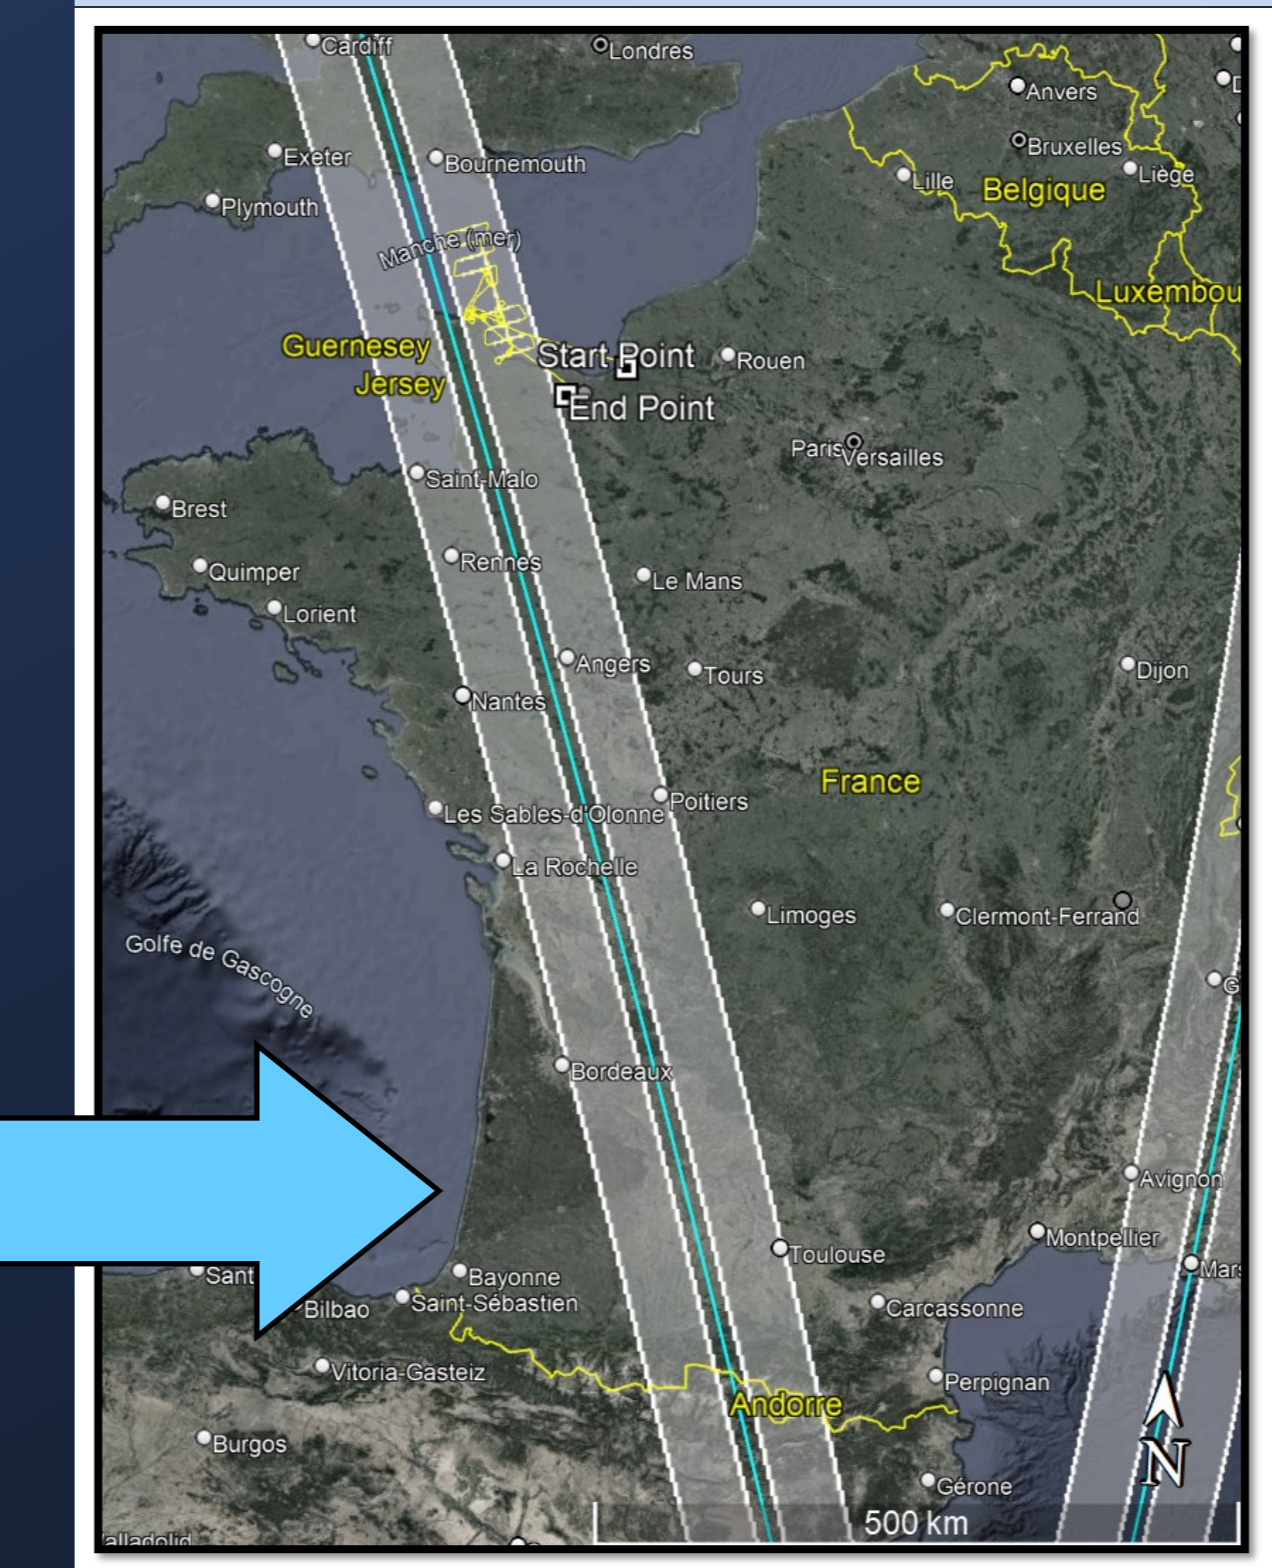 Cardiff
Londres
Anvers
Exeter
Bournemouth
Bruxelles
Lille
Liège
Belgique
Plymouth
Manche (mer)
Luxembou
Guernesey
Start Point
Rouen
Jersey
End Point
Paris
Versailles
Saint-Malo
Brest
Rennes
Quimper
Le Mans
Lorient
Angers
Tours
Dijon
Nantes
France
Poitiers
Les Sables-d'Olonne
La Rochelle
Limoges
Clermont-Ferrand
Golfe de Gascogne
G
Bordeaux
Avignon
Montpellier
Toulouse
Mars
Sant
Bayonne
Saint-Sébastien
Bilbao
Carcassonne
Vitoria-Gasteiz
Perpignan
Andorre
Burgos
N
Gérone
500 km